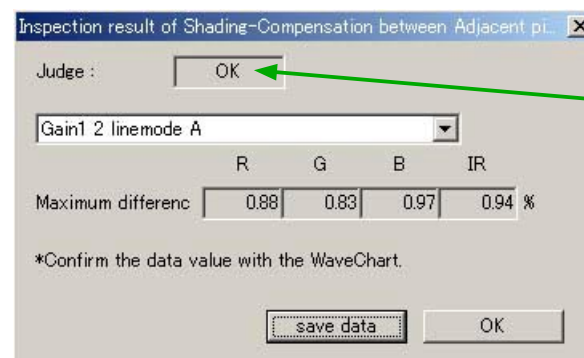 Inspection result of Shading-Compensation between Adjacent pi...
Judge : OK
Gain1 2 linemode A
R G B IR
Maximum differenc 0.88 0.83 0.97 0.94 %
*Confirm the data value with the WaveChart.
save data OK